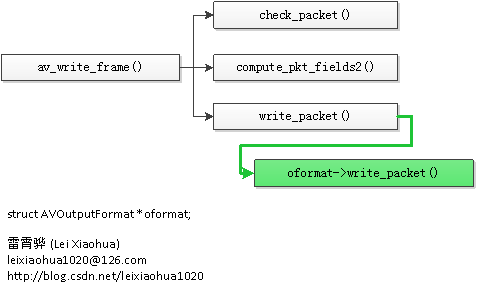 check_packet()
av_write_frame()
compute_pkt_fields2()
write_packet()
oformat->write_packet()
struct AVOutputFormat * oformat;
雷霄骅 (Lei Xiaohua)
leixiaohua1020@126.com
http://blog.csdn.net/leixiaohua1020